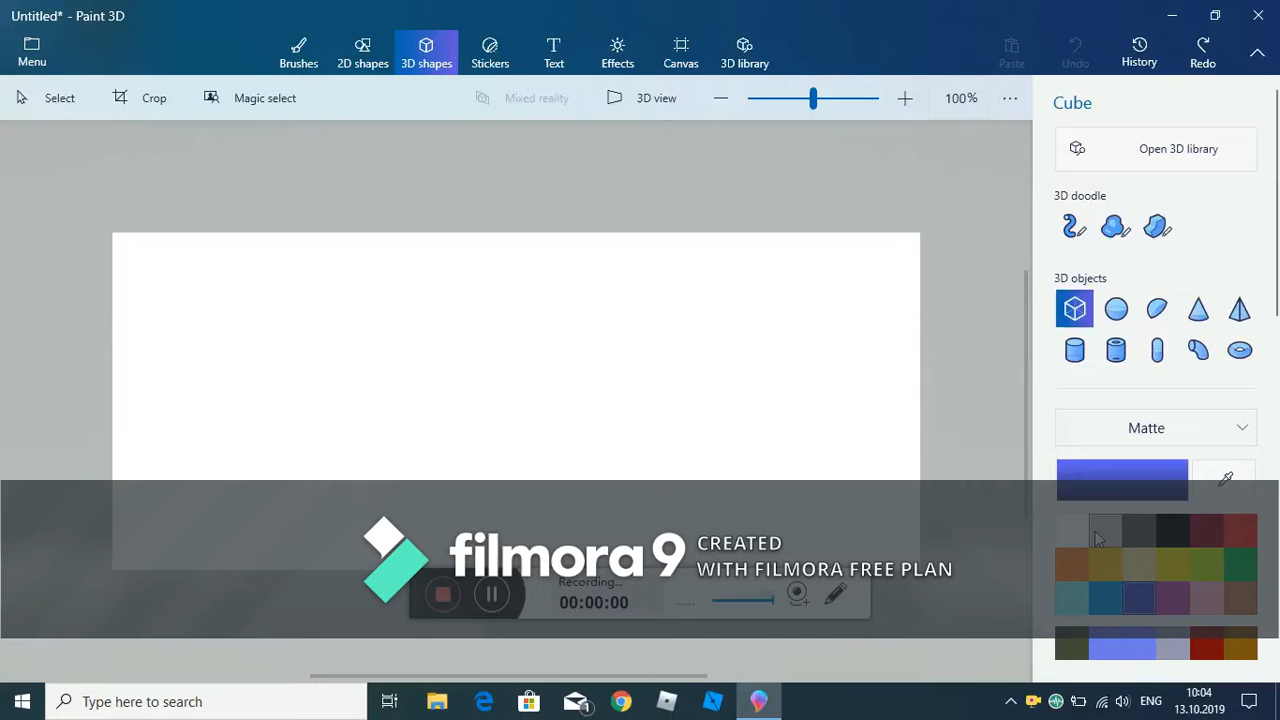 Untitled* - Paint 3D
Menu
Brushes
2D shapes
3D shapes
Stickers
Text
Effects
Canvas
3D library
Paste
Undo
History
Redo
Select
Crop
Magic select
Mixed reality
3D view
100%
Cube
Open 3D library
3D doodle
3D objects
Matte
filmora 9
CREATED
WITH FILMORA FREE PLAN
Recording...
00:00:00
Type here to search
1
ENG
10:04
13.10.2019